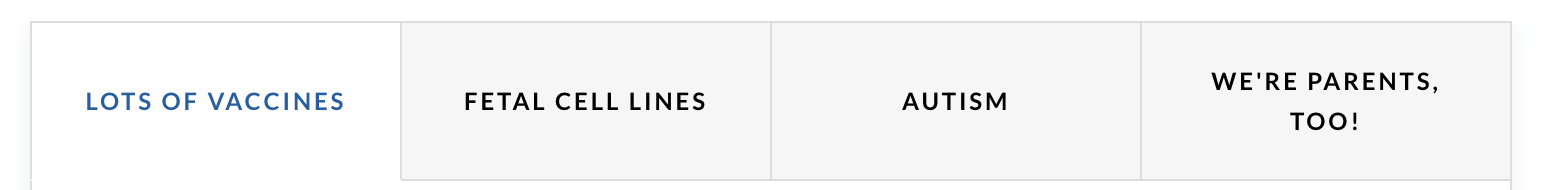 LOTS OF VACCINES
FETAL CELL LINES
AUTISM
WE'RE PARENTS,
TOO!